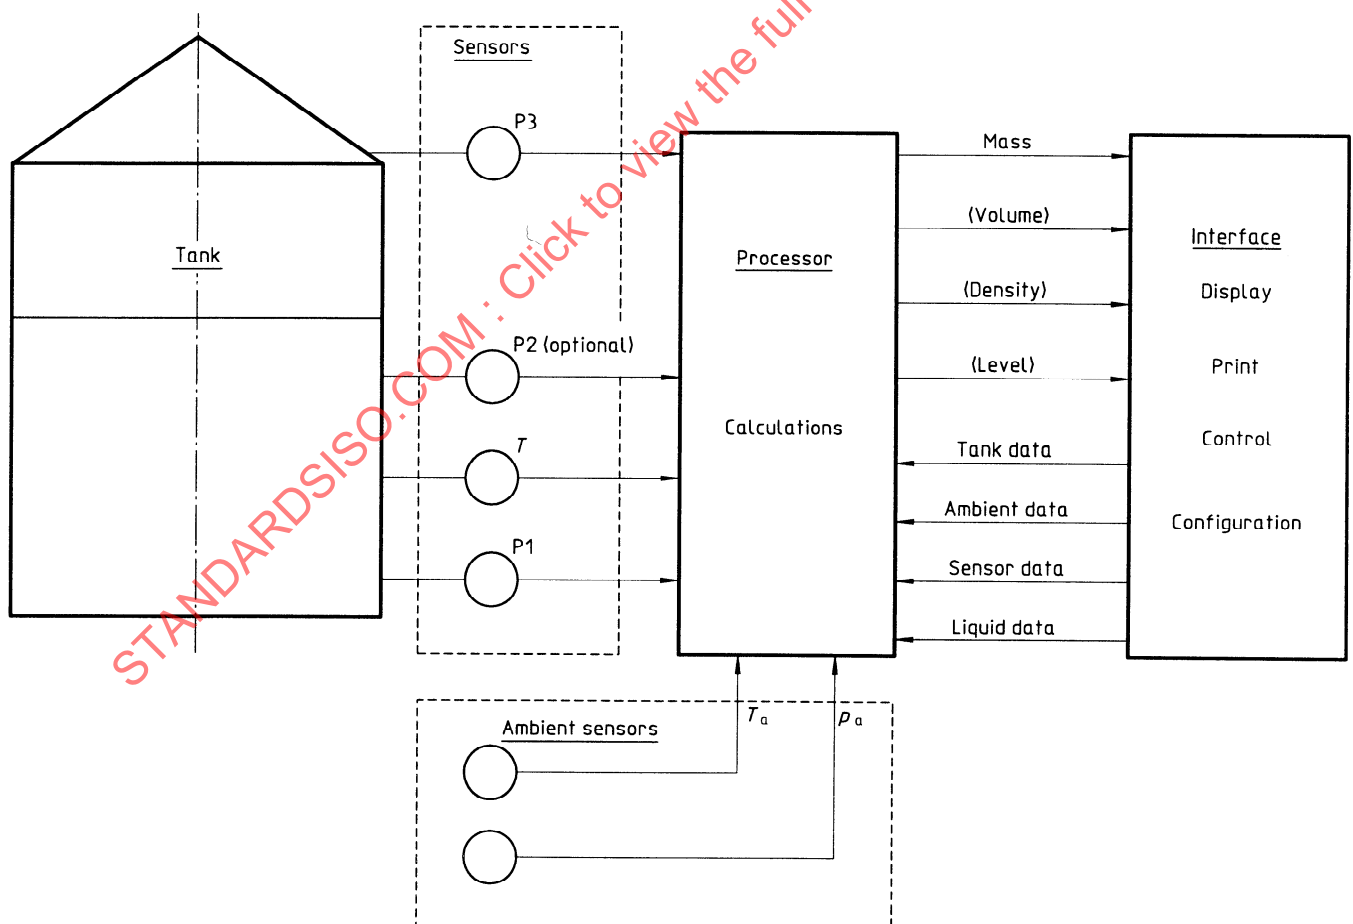 Sensors
P3
Tank
P2 (optional)
T
P1
Processor
Calculations
Mass
(Volume)
(Density)
(Level)
Tank data
Ambient data
Sensor data
Liquid data
Interface
Display
Print
Control
Configuration
Ambient sensors
Ta
pa
STANDARDSISO.COM : Click to view the full